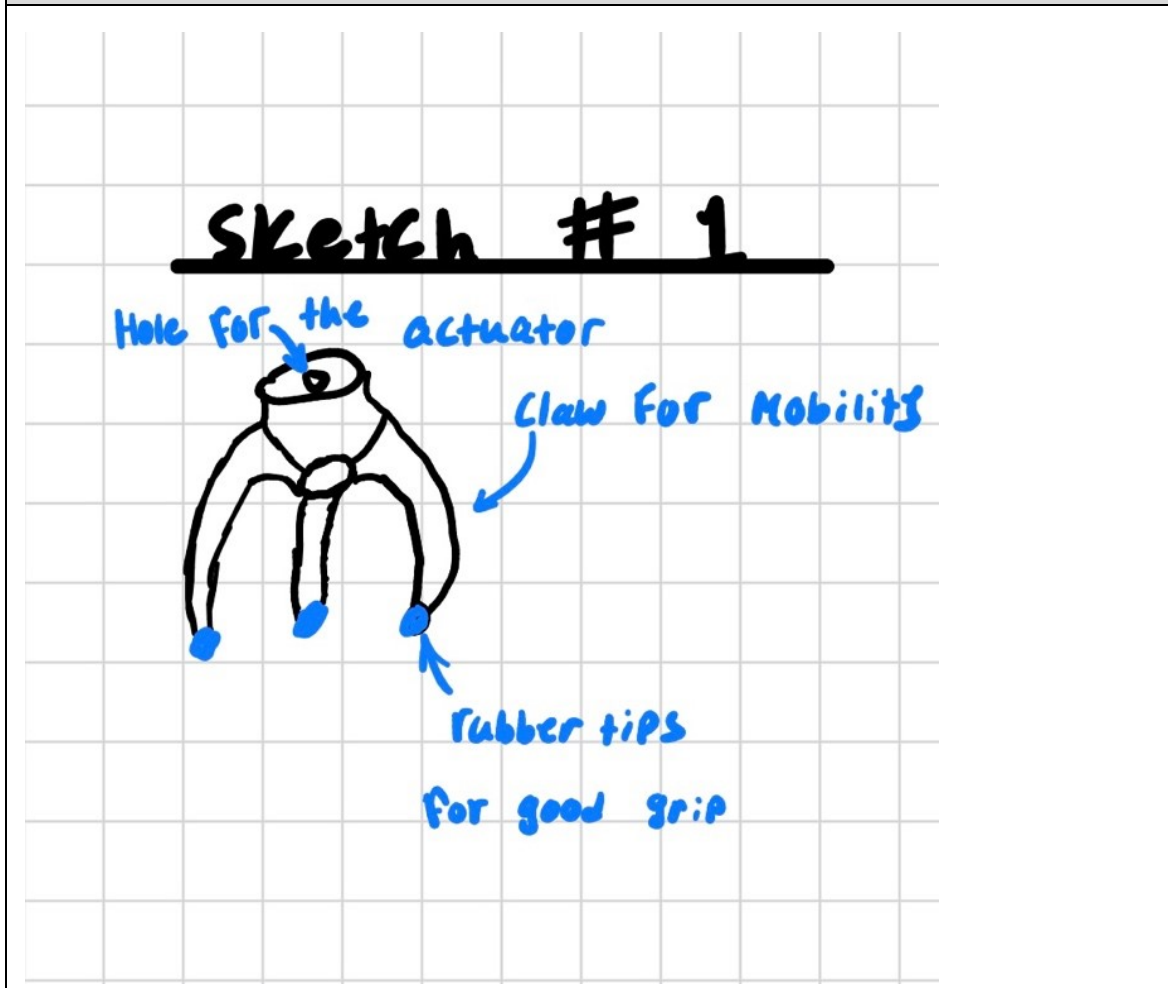 Sketch # 1
Hole for the actuator
Claw for Mobility
rubber tips
for good grip